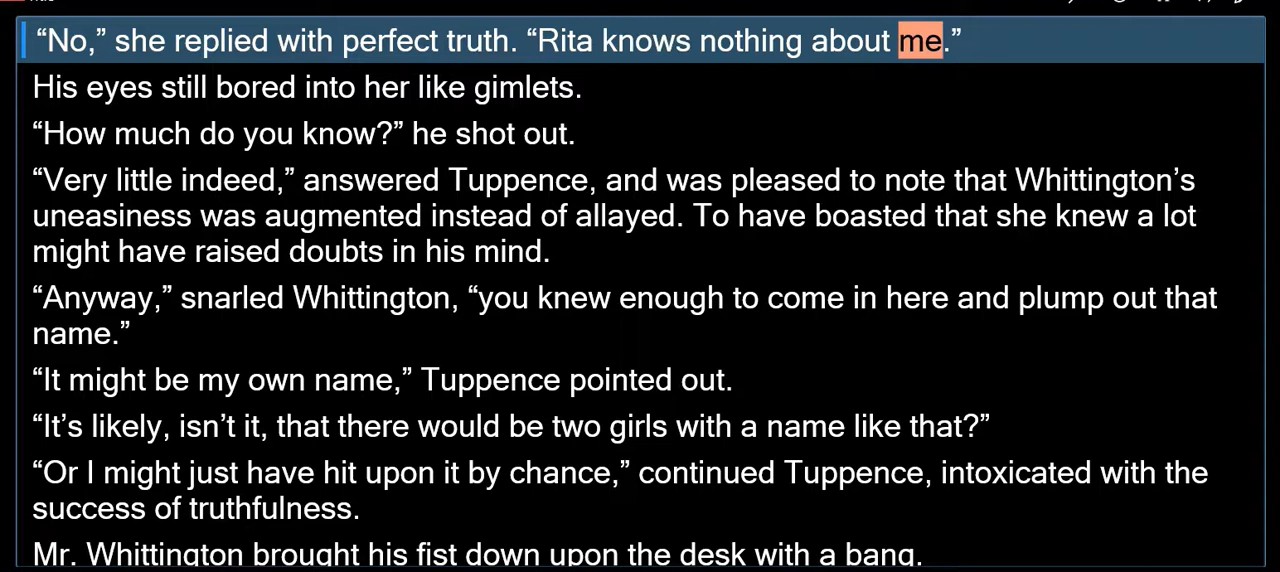 “No,” she replied with perfect truth. “Rita knows nothing about me.”
His eyes still bored into her like gimlets.
“How much do you know?” he shot out.
“Very little indeed,” answered Tuppence, and was pleased to note that Whittington’s
uneasiness was augmented instead of allayed. To have boasted that she knew a lot
might have raised doubts in his mind.
“Anyway,” snarled Whittington, “you knew enough to come in here and plump out that
name.”
“It might be my own name,” Tuppence pointed out.
“It’s likely, isn’t it, that there would be two girls with a name like that?”
“Or I might just have hit upon it by chance,” continued Tuppence, intoxicated with the
success of truthfulness.
Mr. Whittington brought his fist down upon the desk with a bang.